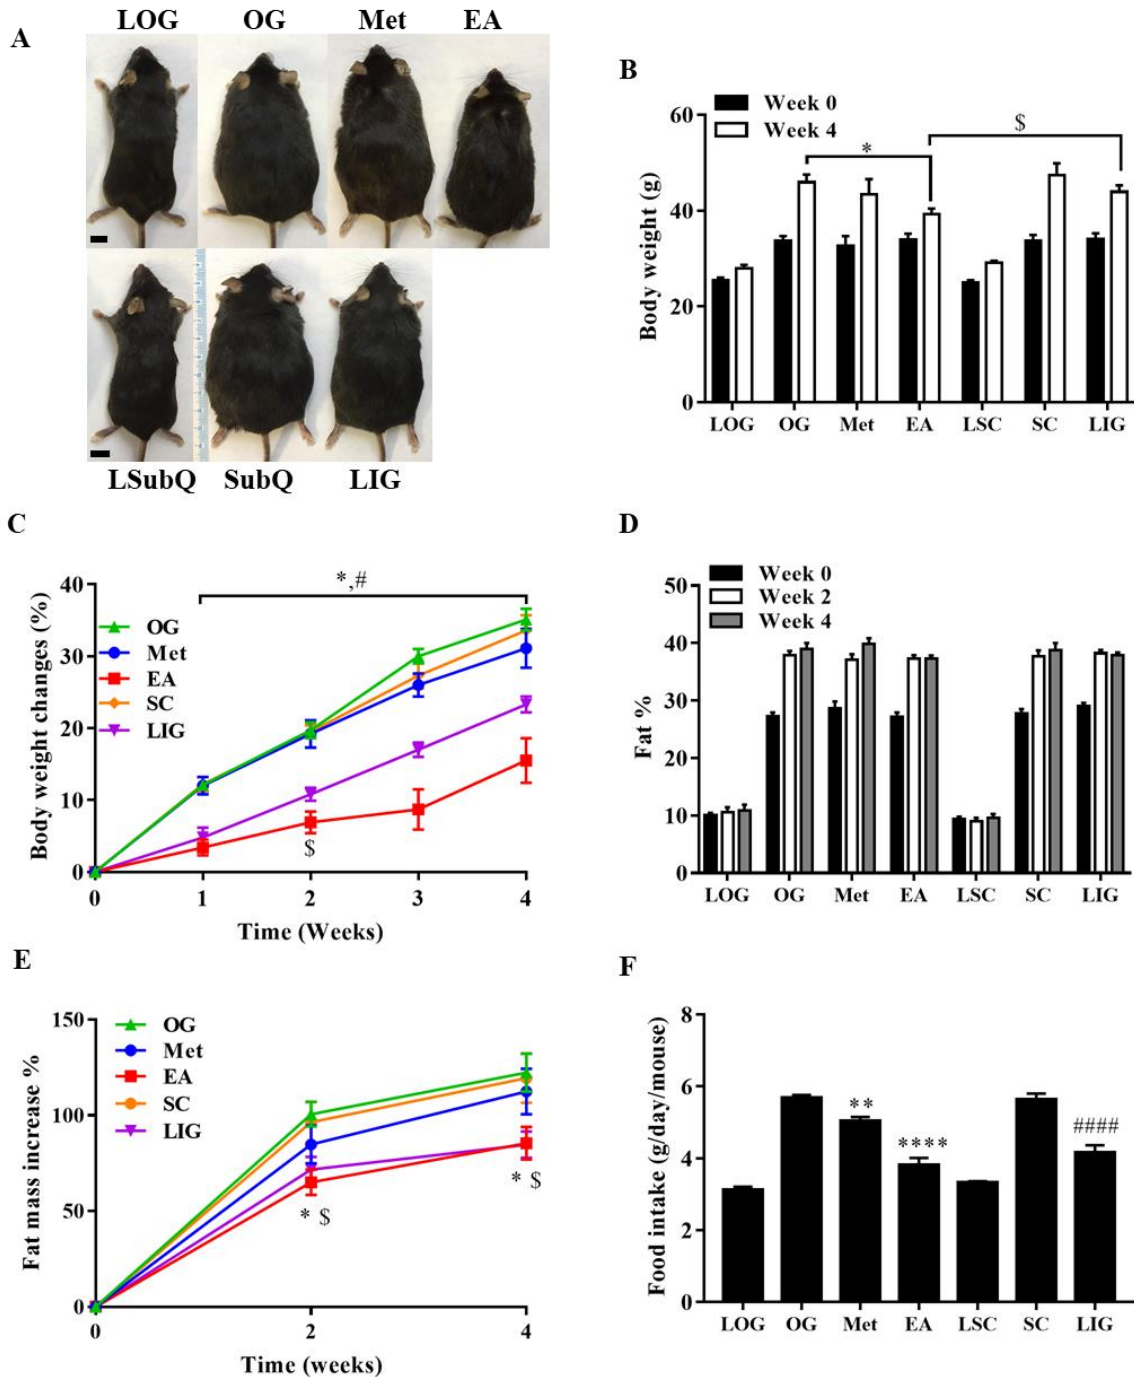 A
LOG OG Met EA
LSubQ SubQ LIG
B
Week 0
Week 4
*
$
Body weight (g)
60
40
20
0
LOG OG Met EA LSC SC LIG
C
*,#
Body weight changes (%)
40
30
20
10
0
OG
Met
EA
SC
LIG
$
0 1 2 3 4
Time (Weeks)
D
Week 0
Week 2
Week 4
Fat %
50
40
30
20
10
0
LOG OG Met EA LSC SC LIG
E
Fat mass increase %
150
100
50
0
OG
Met
EA
SC
LIG
* $
* $
0 2 4
Time (weeks)
F
Food intake (g/day/mouse)
8
6
4
2
0
**
****
####
LOG OG Met EA LSC SC LIG